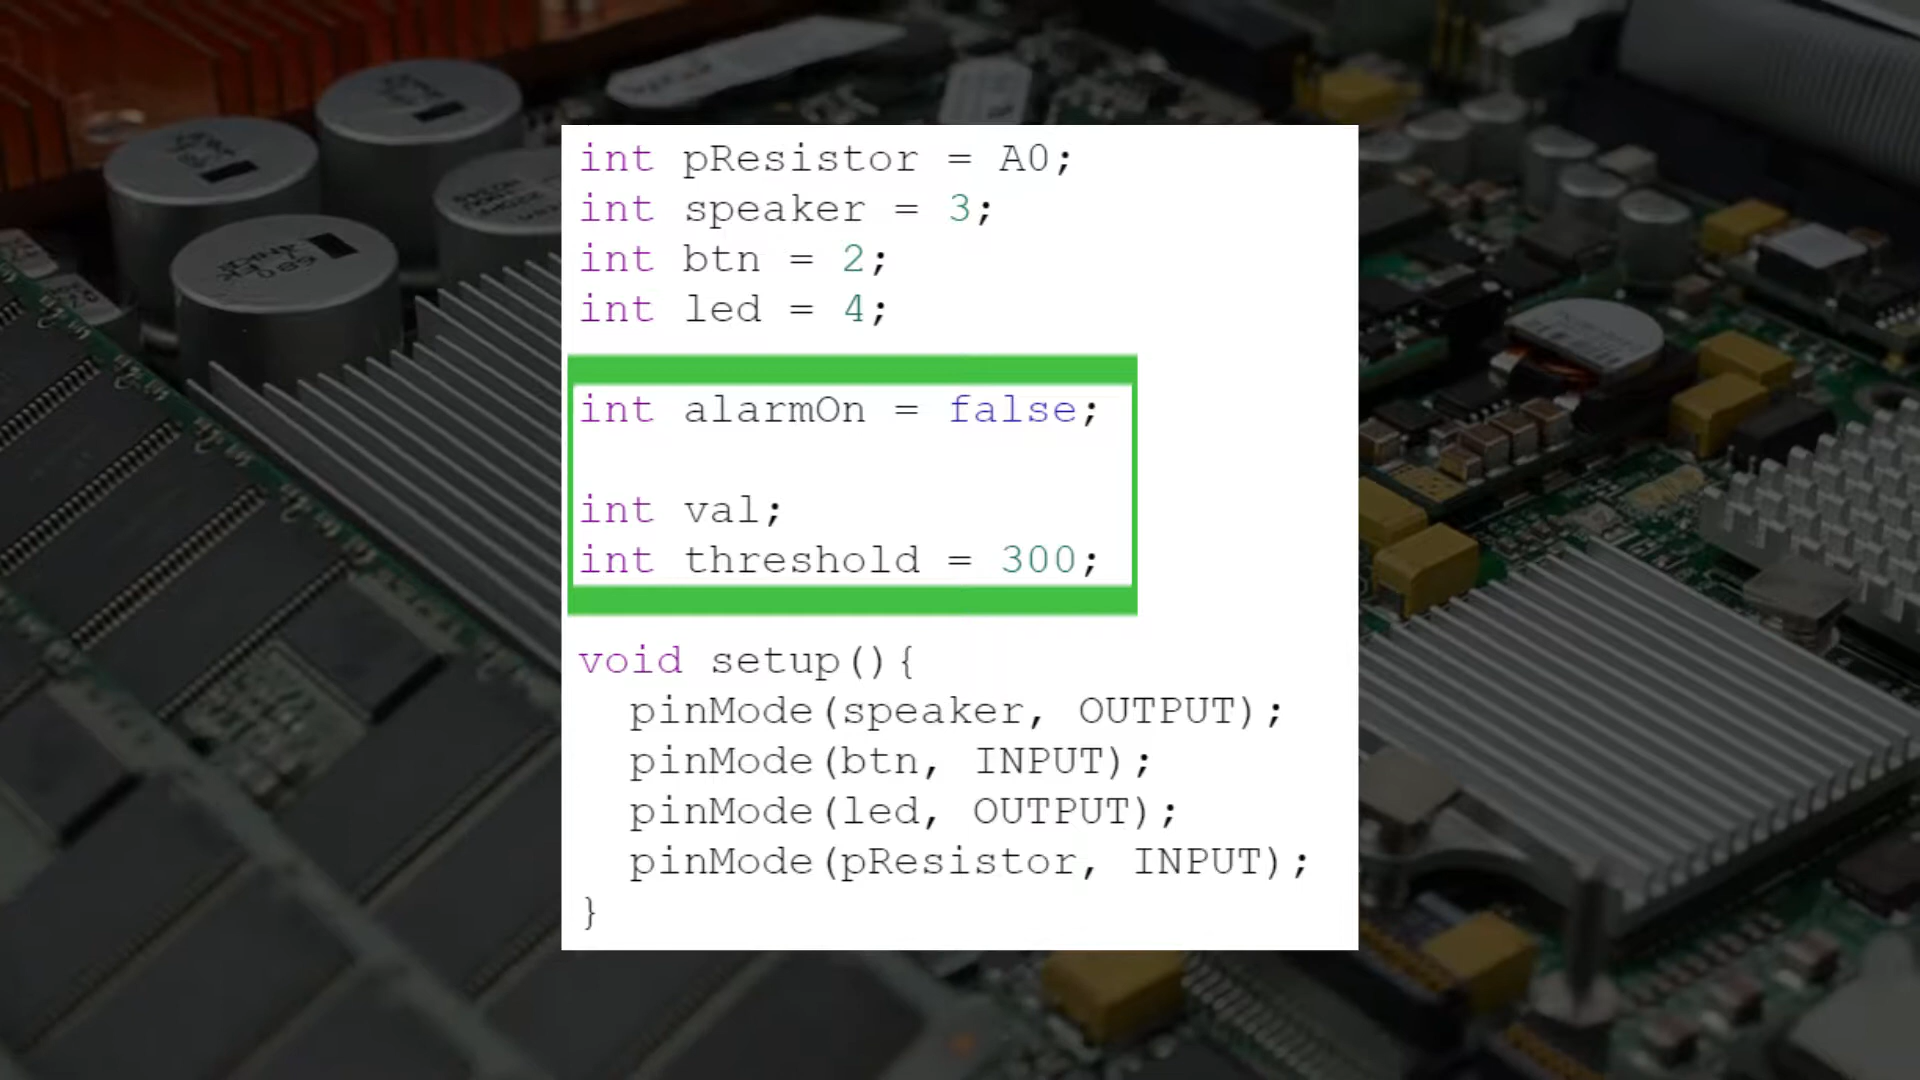 int pResistor = A0;
int speaker = 3;
int btn = 2;
int led = 4;
int alarmOn = false;
int val;
int threshold = 300;
void setup(){
pinMode(speaker, OUTPUT);
pinMode(btn, INPUT);
pinMode(led, OUTPUT);
pinMode(pResistor, INPUT);
}